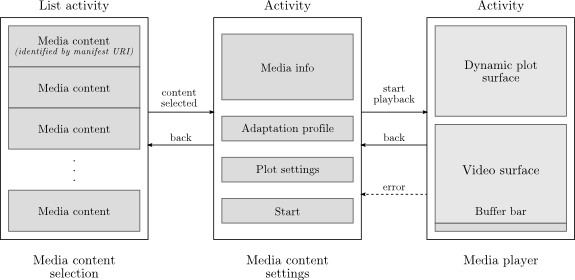 List activity
Media content
(identified by manifest URI)
Media content
Media content
Media content
Media content
selection
content
selected
back
Activity
Media info
Adaptation profile
Plot settings
Start
Media content
settings
start
playback
back
error
Activity
Dynamic plot
surface
Video surface
Buffer bar
Media player